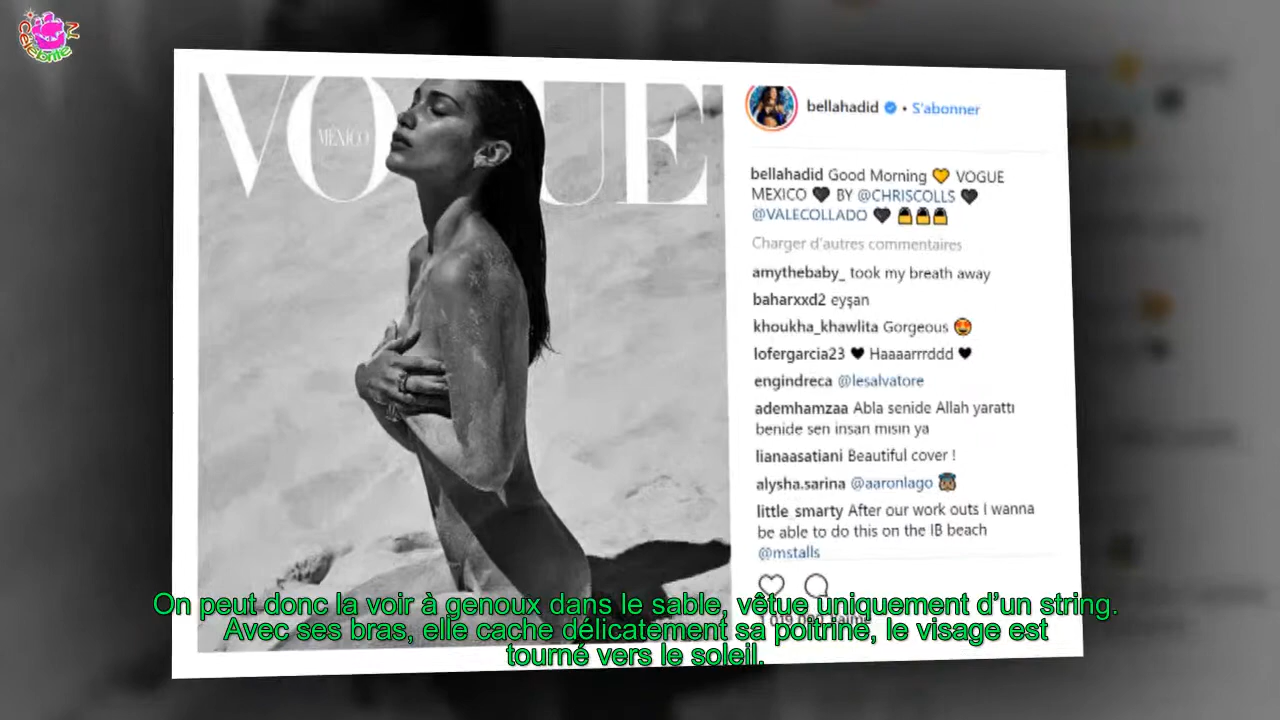 Célébrité
N
VOGUE
MEXICO
bellahadid • S'abonner
bellahadid Good Morning 💛 VOGUE
MEXICO 🖤 BY @CHRISCOLLS 🖤
@VALECOLLADO 🖤
Charger d'autres commentaires
amythebaby_ took my breath away
baharxxd2 eyşan
khoukha_khawlita Gorgeous 😍
lofergarcia23 🖤 Haaaarrrddd 🖤
engindreca @lesalvatore
ademhamzaa Abla senide Allah yarattı
benide sen insan mısın ya
lianaasatiani Beautiful cover !
alysha.sarina @aaronlago
little_smarty After our work outs I wanna
be able to do this on the IB beach
@mstalls
On peut donc la voir à genoux dans le sable, vêtue uniquement d'un string.
Avec ses bras, elle cache délicatement sa poitrine, le visage est
tourné vers le soleil.